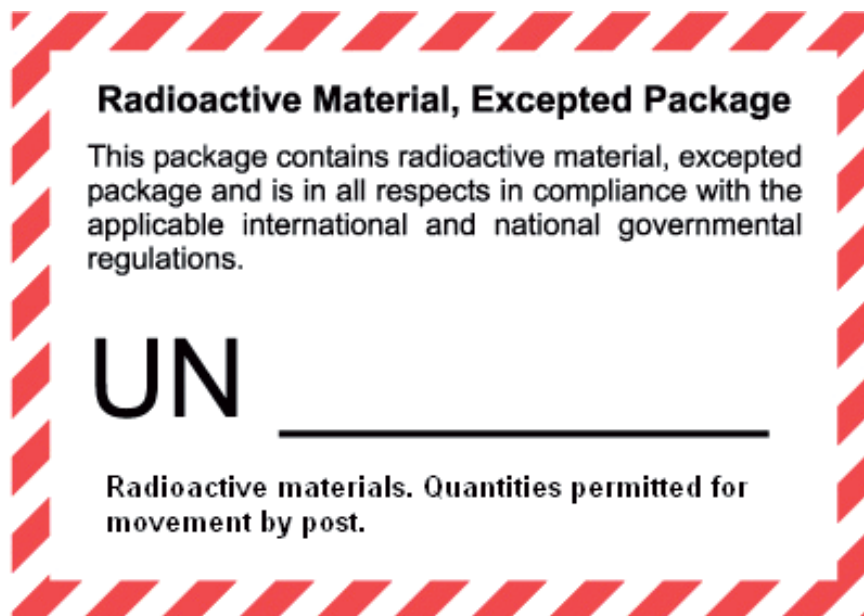 Radioactive Material, Excepted Package
This package contains radioactive material, excepted
package and is in all respects in compliance with the
applicable international and national governmental
regulations.
UN
Radioactive materials. Quantities permitted for
movement by post.